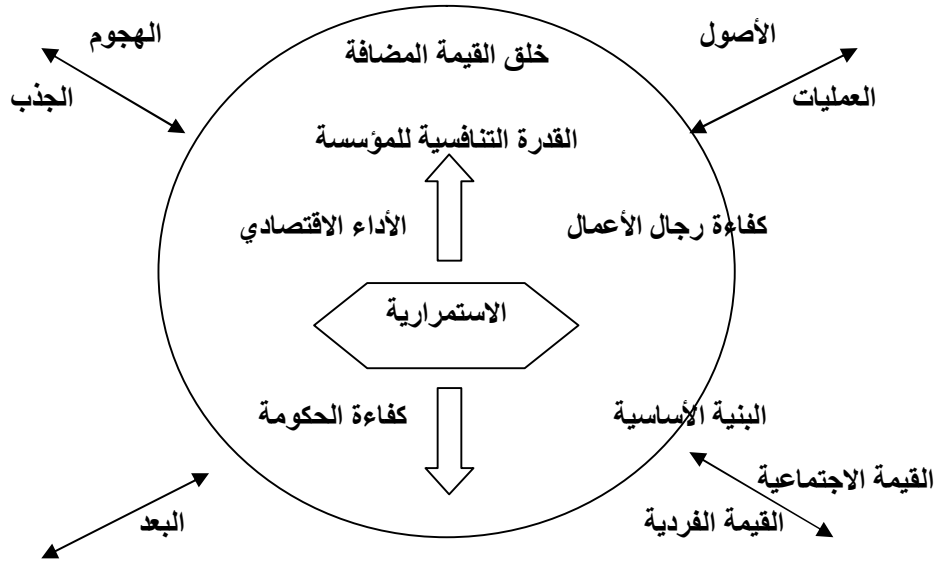 الأصول
الهجوم
خلق القيمة المضافة
العمليات
الجذب
القدرة التنافسية للمؤسسة
كفاءة رجال الأعمال
الأداء الاقتصادي
الاستمرارية
البنية الأساسية
كفاءة الحكومة
القيمة الاجتماعية
القيمة الفردية
البعد